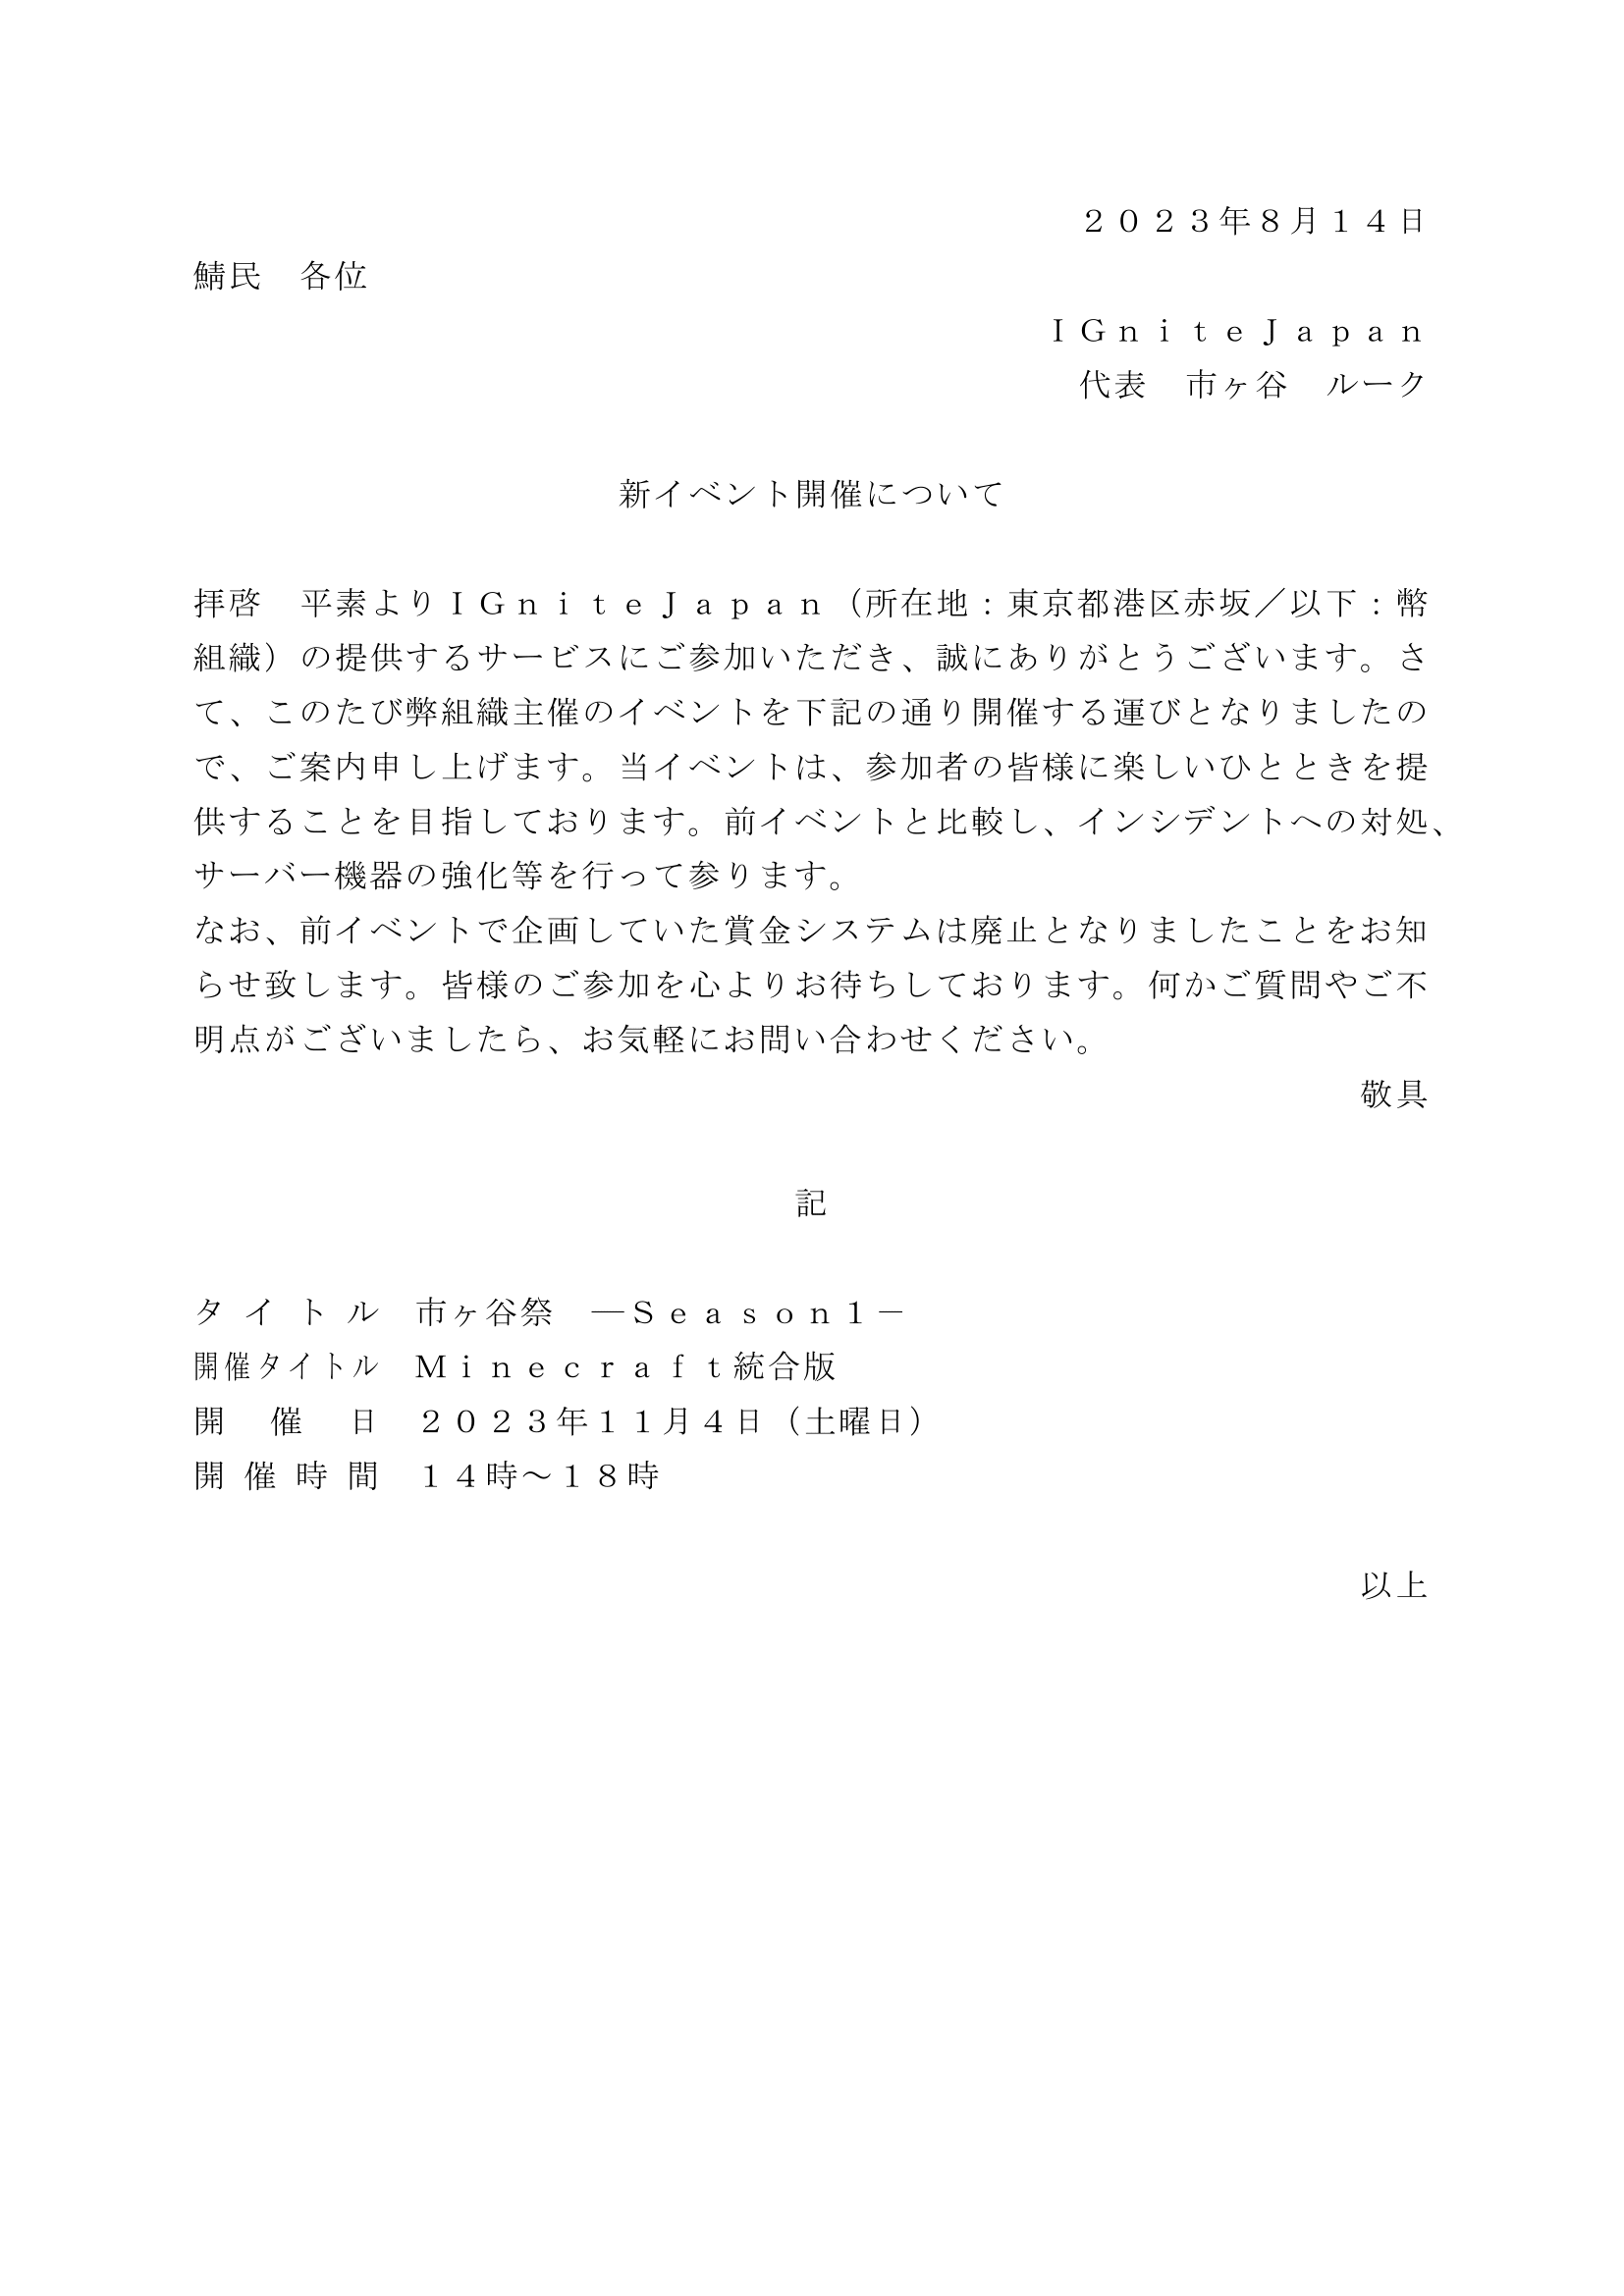 ２０２３年８月１４日
鯖民　各位
ＩＧｎｉｔｅＪａｐａｎ
代表　市ヶ谷　ルーク
新イベント開催について
拝啓　平素よりＩＧｎｉｔｅＪａｐａｎ（所在地：東京都港区赤坂／以下：幣
組織）の提供するサービスにご参加いただき、誠にありがとうございます。さ
て、このたび弊組織主催のイベントを下記の通り開催する運びとなりましたの
で、ご案内申し上げます。当イベントは、参加者の皆様に楽しいひとときを提
供することを目指しております。前イベントと比較し、インシデントへの対処、
サーバー機器の強化等を行って参ります。
なお、前イベントで企画していた賞金システムは廃止となりましたことをお知
らせ致します。皆様のご参加を心よりお待ちしております。何かご質問やご不
明点がございましたら、お気軽にお問い合わせください。
敬具
記
タイトル　市ヶ谷祭　―Ｓｅａｓｏｎ１－
開催タイトル　Ｍｉｎｅｃｒａｆｔ統合版
開催日　２０２３年１１月４日（土曜日）
開催時間　１４時～１８時
以上